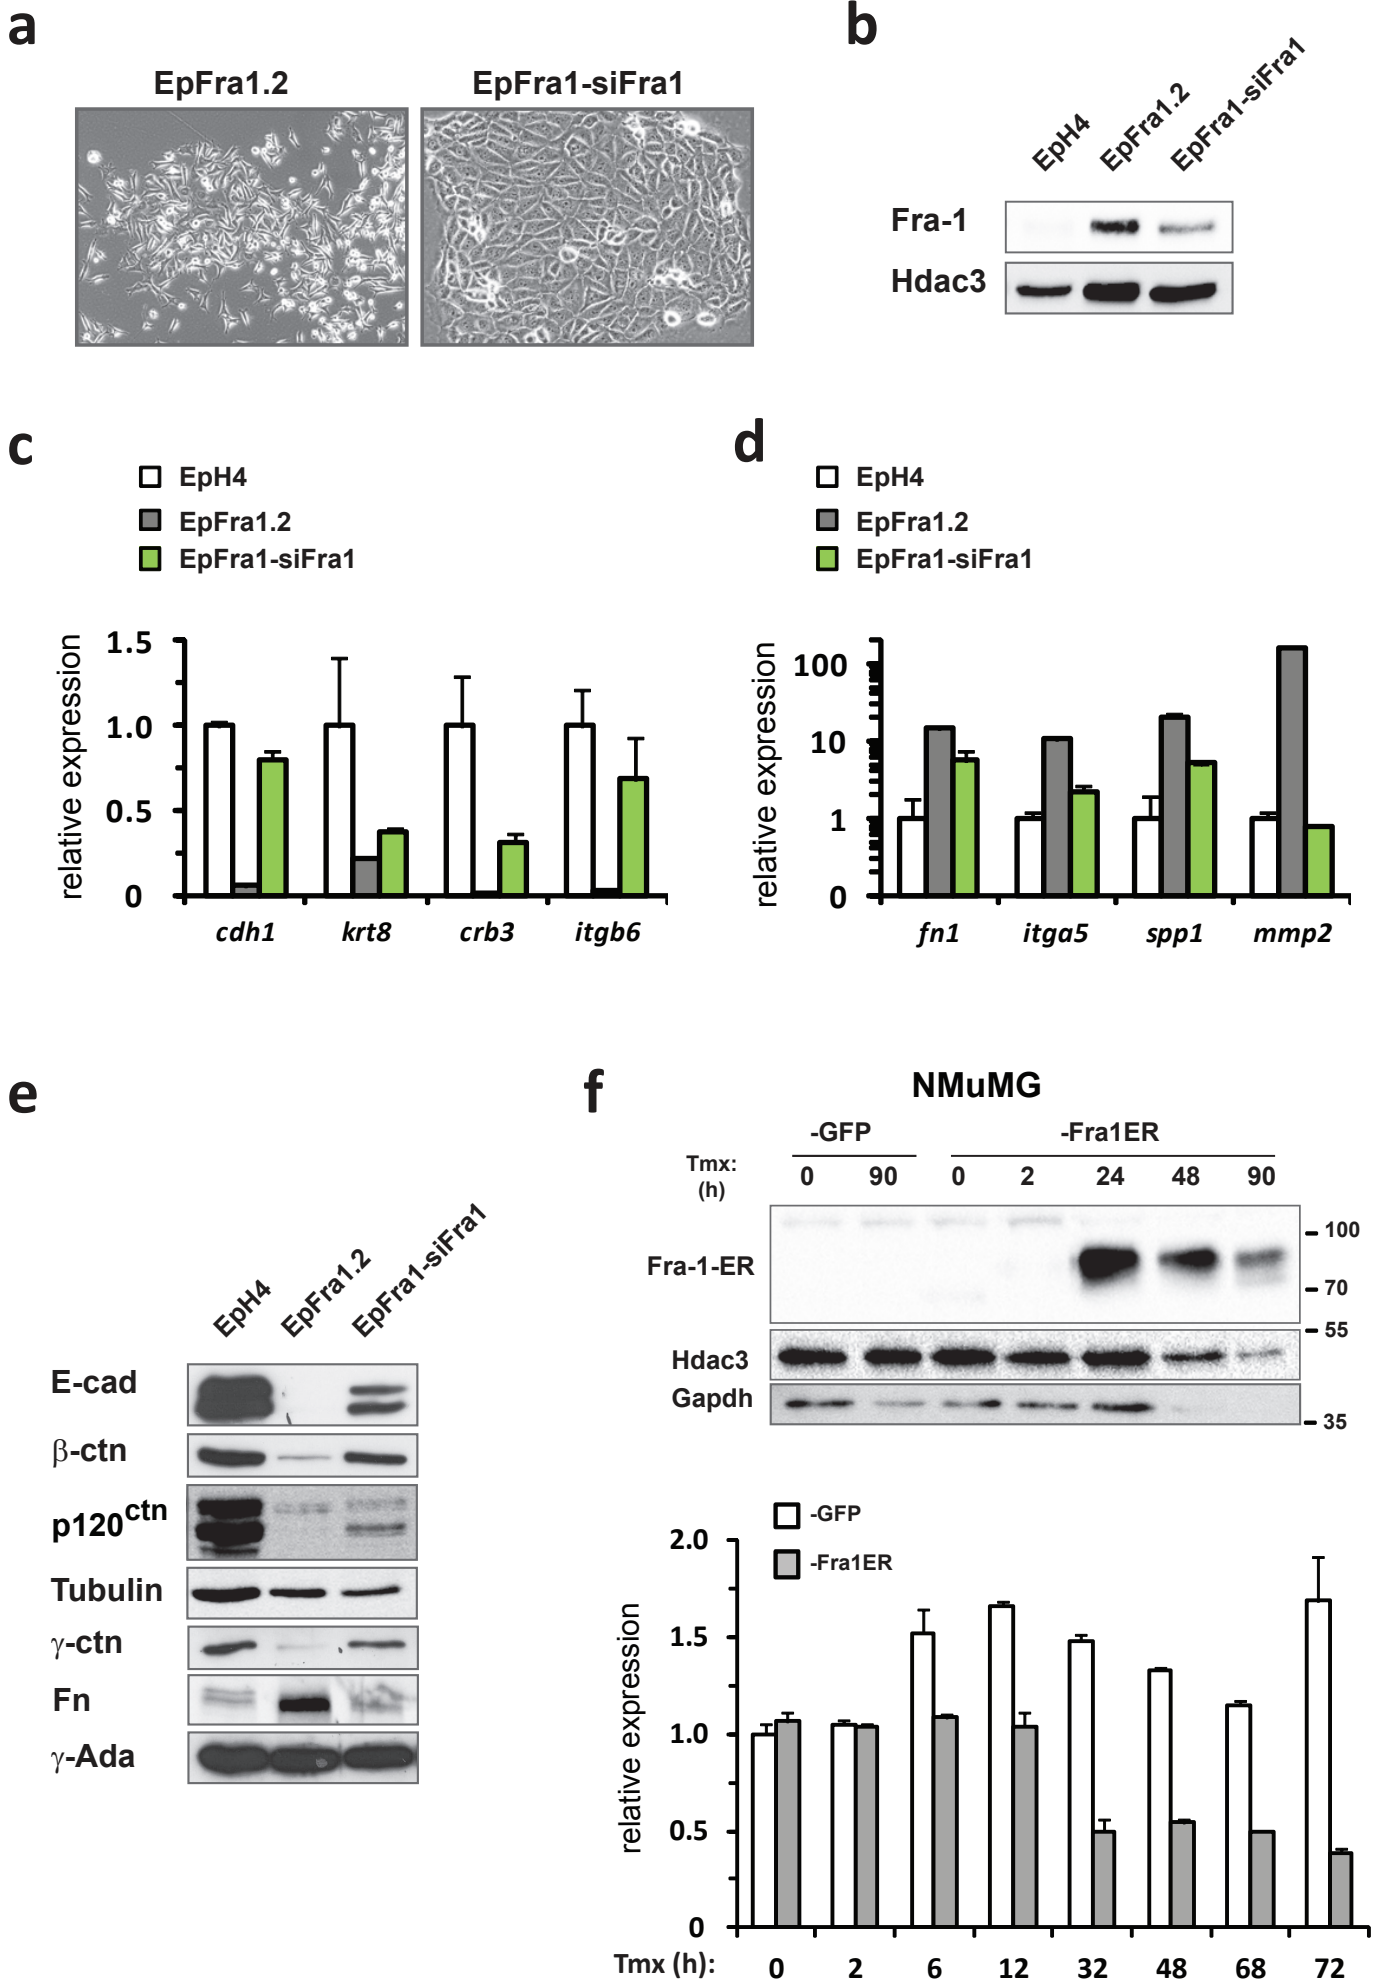 a
EpFra1.2
EpFra1-siFra1
b
EpH4
EpFra1.2
EpFra1-siFra1
Fra-1
Hdac3
c
EpH4
EpFra1.2
EpFra1-siFra1
relative expression
1.5
1.0
0.5
0
cdh1 krt8 crb3 itgb6
d
EpH4
EpFra1.2
EpFra1-siFra1
relative expression
100
10
1
0
fn1 itga5 spp1 mmp2
e
EpH4
EpFra1.2
EpFra1-siFra1
E-cad
β-ctn
p120ctn
Tubulin
γ-ctn
Fn
γ-Ada
f
NMuMG
-GFP -Fra1ER
Tmx: (h) 0 90 0 2 24 48 90
Fra-1-ER
Hdac3
Gapdh
100
70
55
35
-GFP
-Fra1ER
relative expression
2.0
1.5
1.0
0.5
0
Tmx (h): 0 2 6 12 32 48 68 72